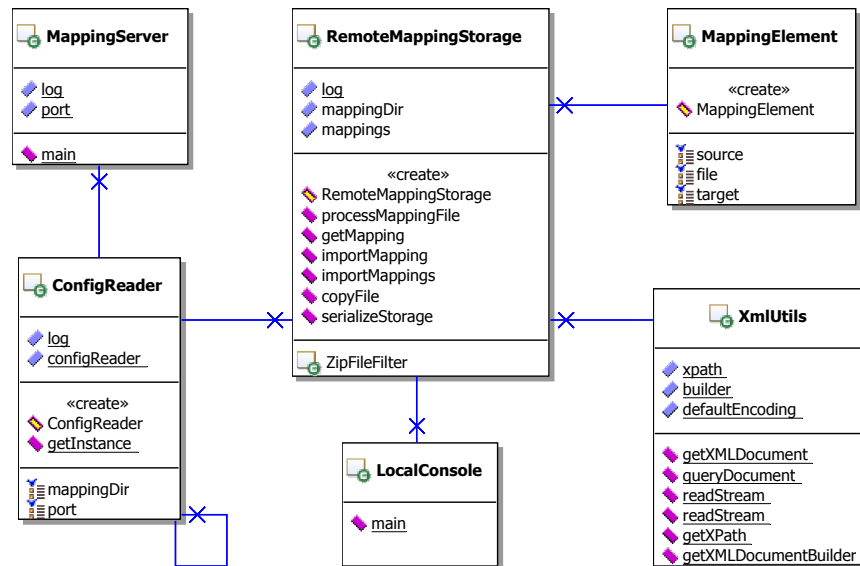 MappingServer
log
port
main
RemoteMappingStorage
log
mappingDir
mappings
«create»
RemoteMappingStorage
processMappingFile
getMapping
importMapping
importMappings
copyFile
serializeStorage
ZipFileFilter
MappingElement
«create»
MappingElement
source
file
target
ConfigReader
log
configReader
«create»
ConfigReader
getInstance
mappingDir
port
LocalConsole
main
XmlUtils
xpath
builder
defaultEncoding
getXMLDocument
queryDocument
readStream
readStream
getXPath
getXMLDocumentBuilder